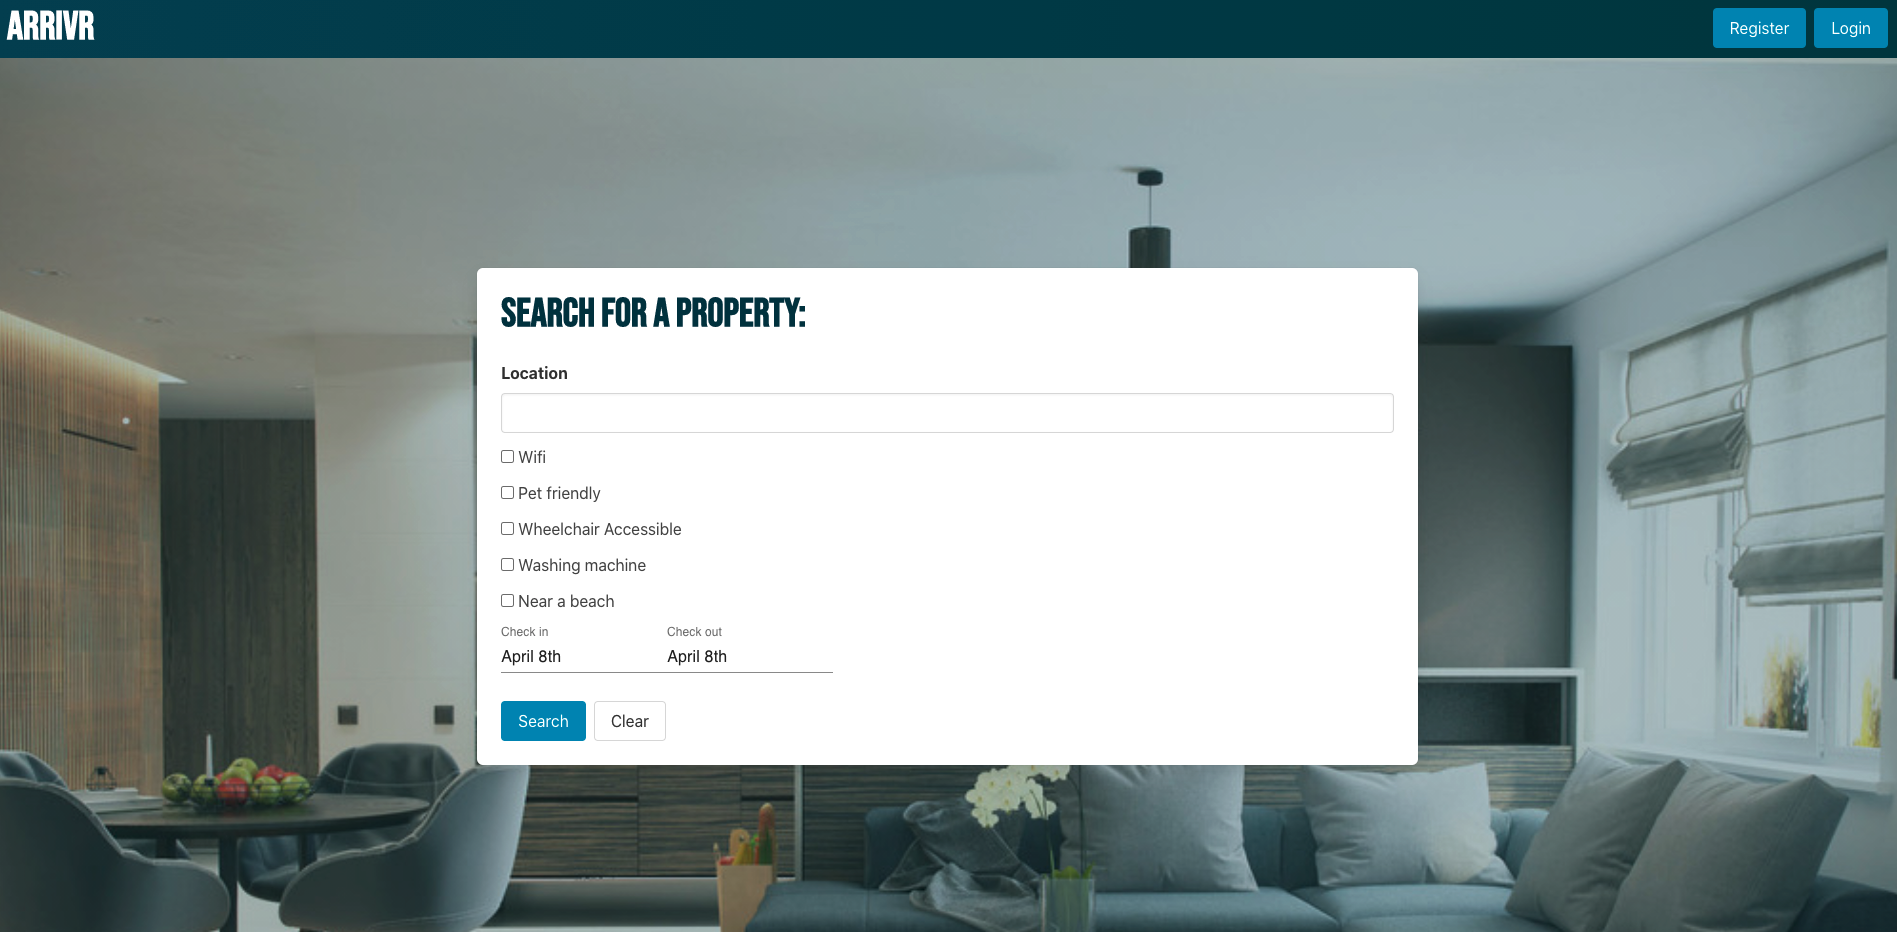 ARRIVR
Register
Login
SEARCH FOR A PROPERTY:
Location
Wifi
Pet friendly
Wheelchair Accessible
Washing machine
Near a beach
Check in
Check out
April 8th
April 8th
Search
Clear